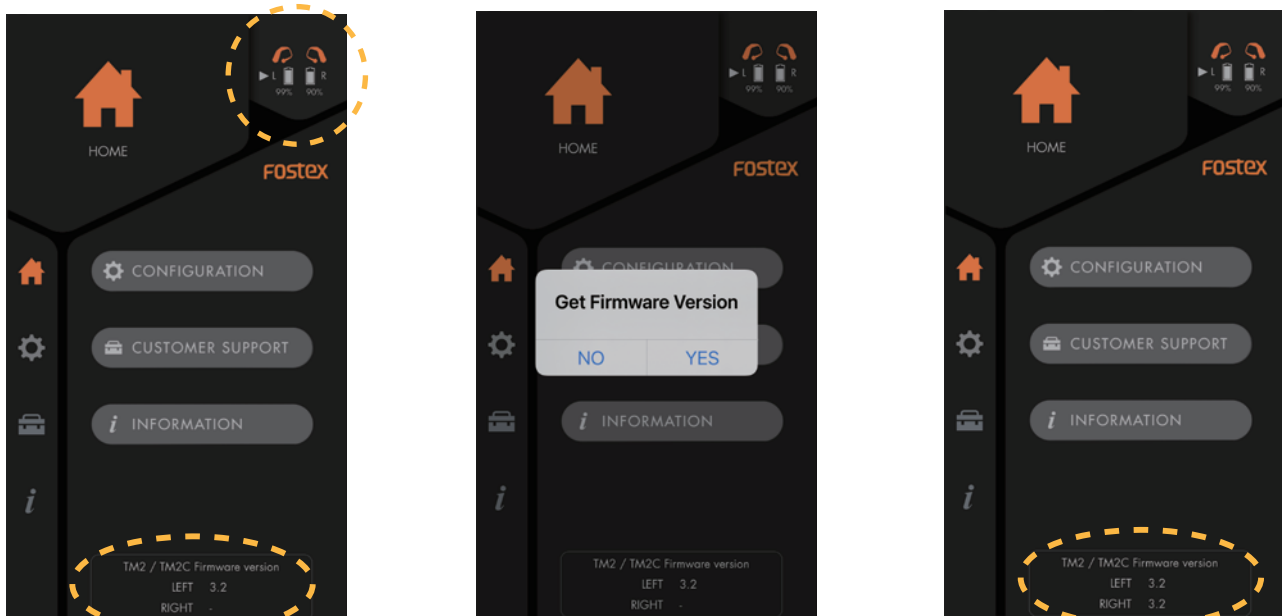 L R
99% 90%
HOME
FOSTEX
CONFIGURATION
CUSTOMER SUPPORT
i INFORMATION
i
TM2 / TM2C Firmware version
LEFT 3.2
RIGHT -
L R
99% 90%
HOME
FOSTEX
CONFIGURATION
Get Firmware Version
NO YES
i INFORMATION
i
TM2 / TM2C Firmware version
LEFT 3.2
RIGHT -
L R
99% 90%
HOME
FOSTEX
CONFIGURATION
CUSTOMER SUPPORT
i INFORMATION
i
TM2 / TM2C Firmware version
LEFT 3.2
RIGHT 3.2